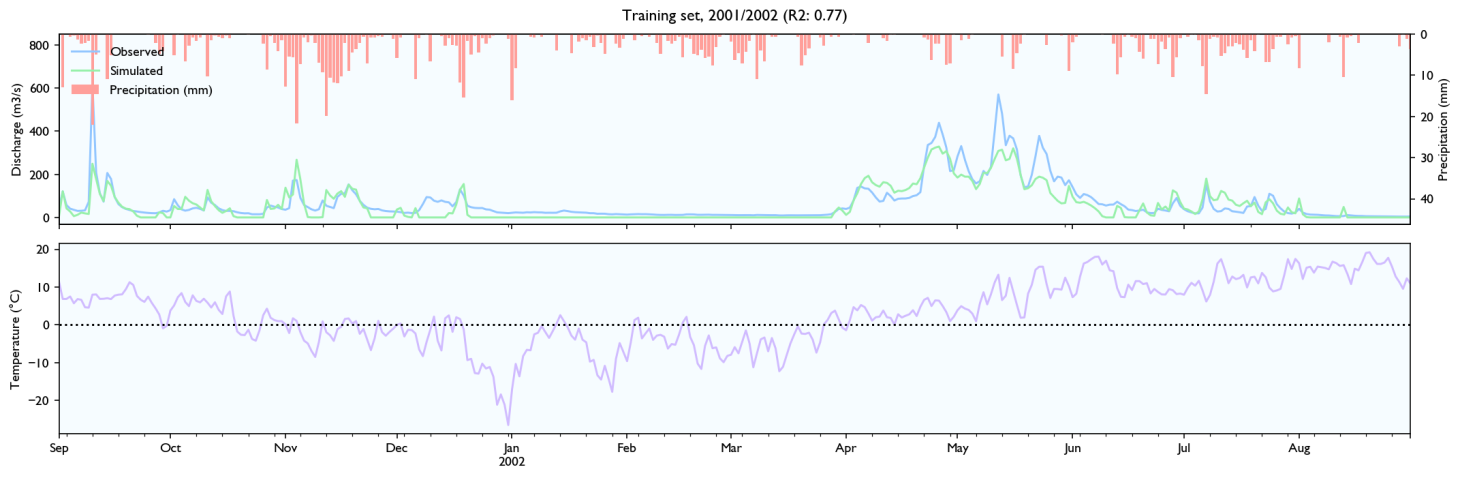 Training set, 2001/2002 (R2: 0.77)
Discharge (m3/s)
800
600
400
200
0
Observed
Simulated
Precipitation (mm)
0
10
20
30
40
Precipitation (mm)
Temperature (°C)
20
10
0
−10
−20
Sep Oct Nov Dec Jan Feb Mar Apr May Jun Jul Aug
2002